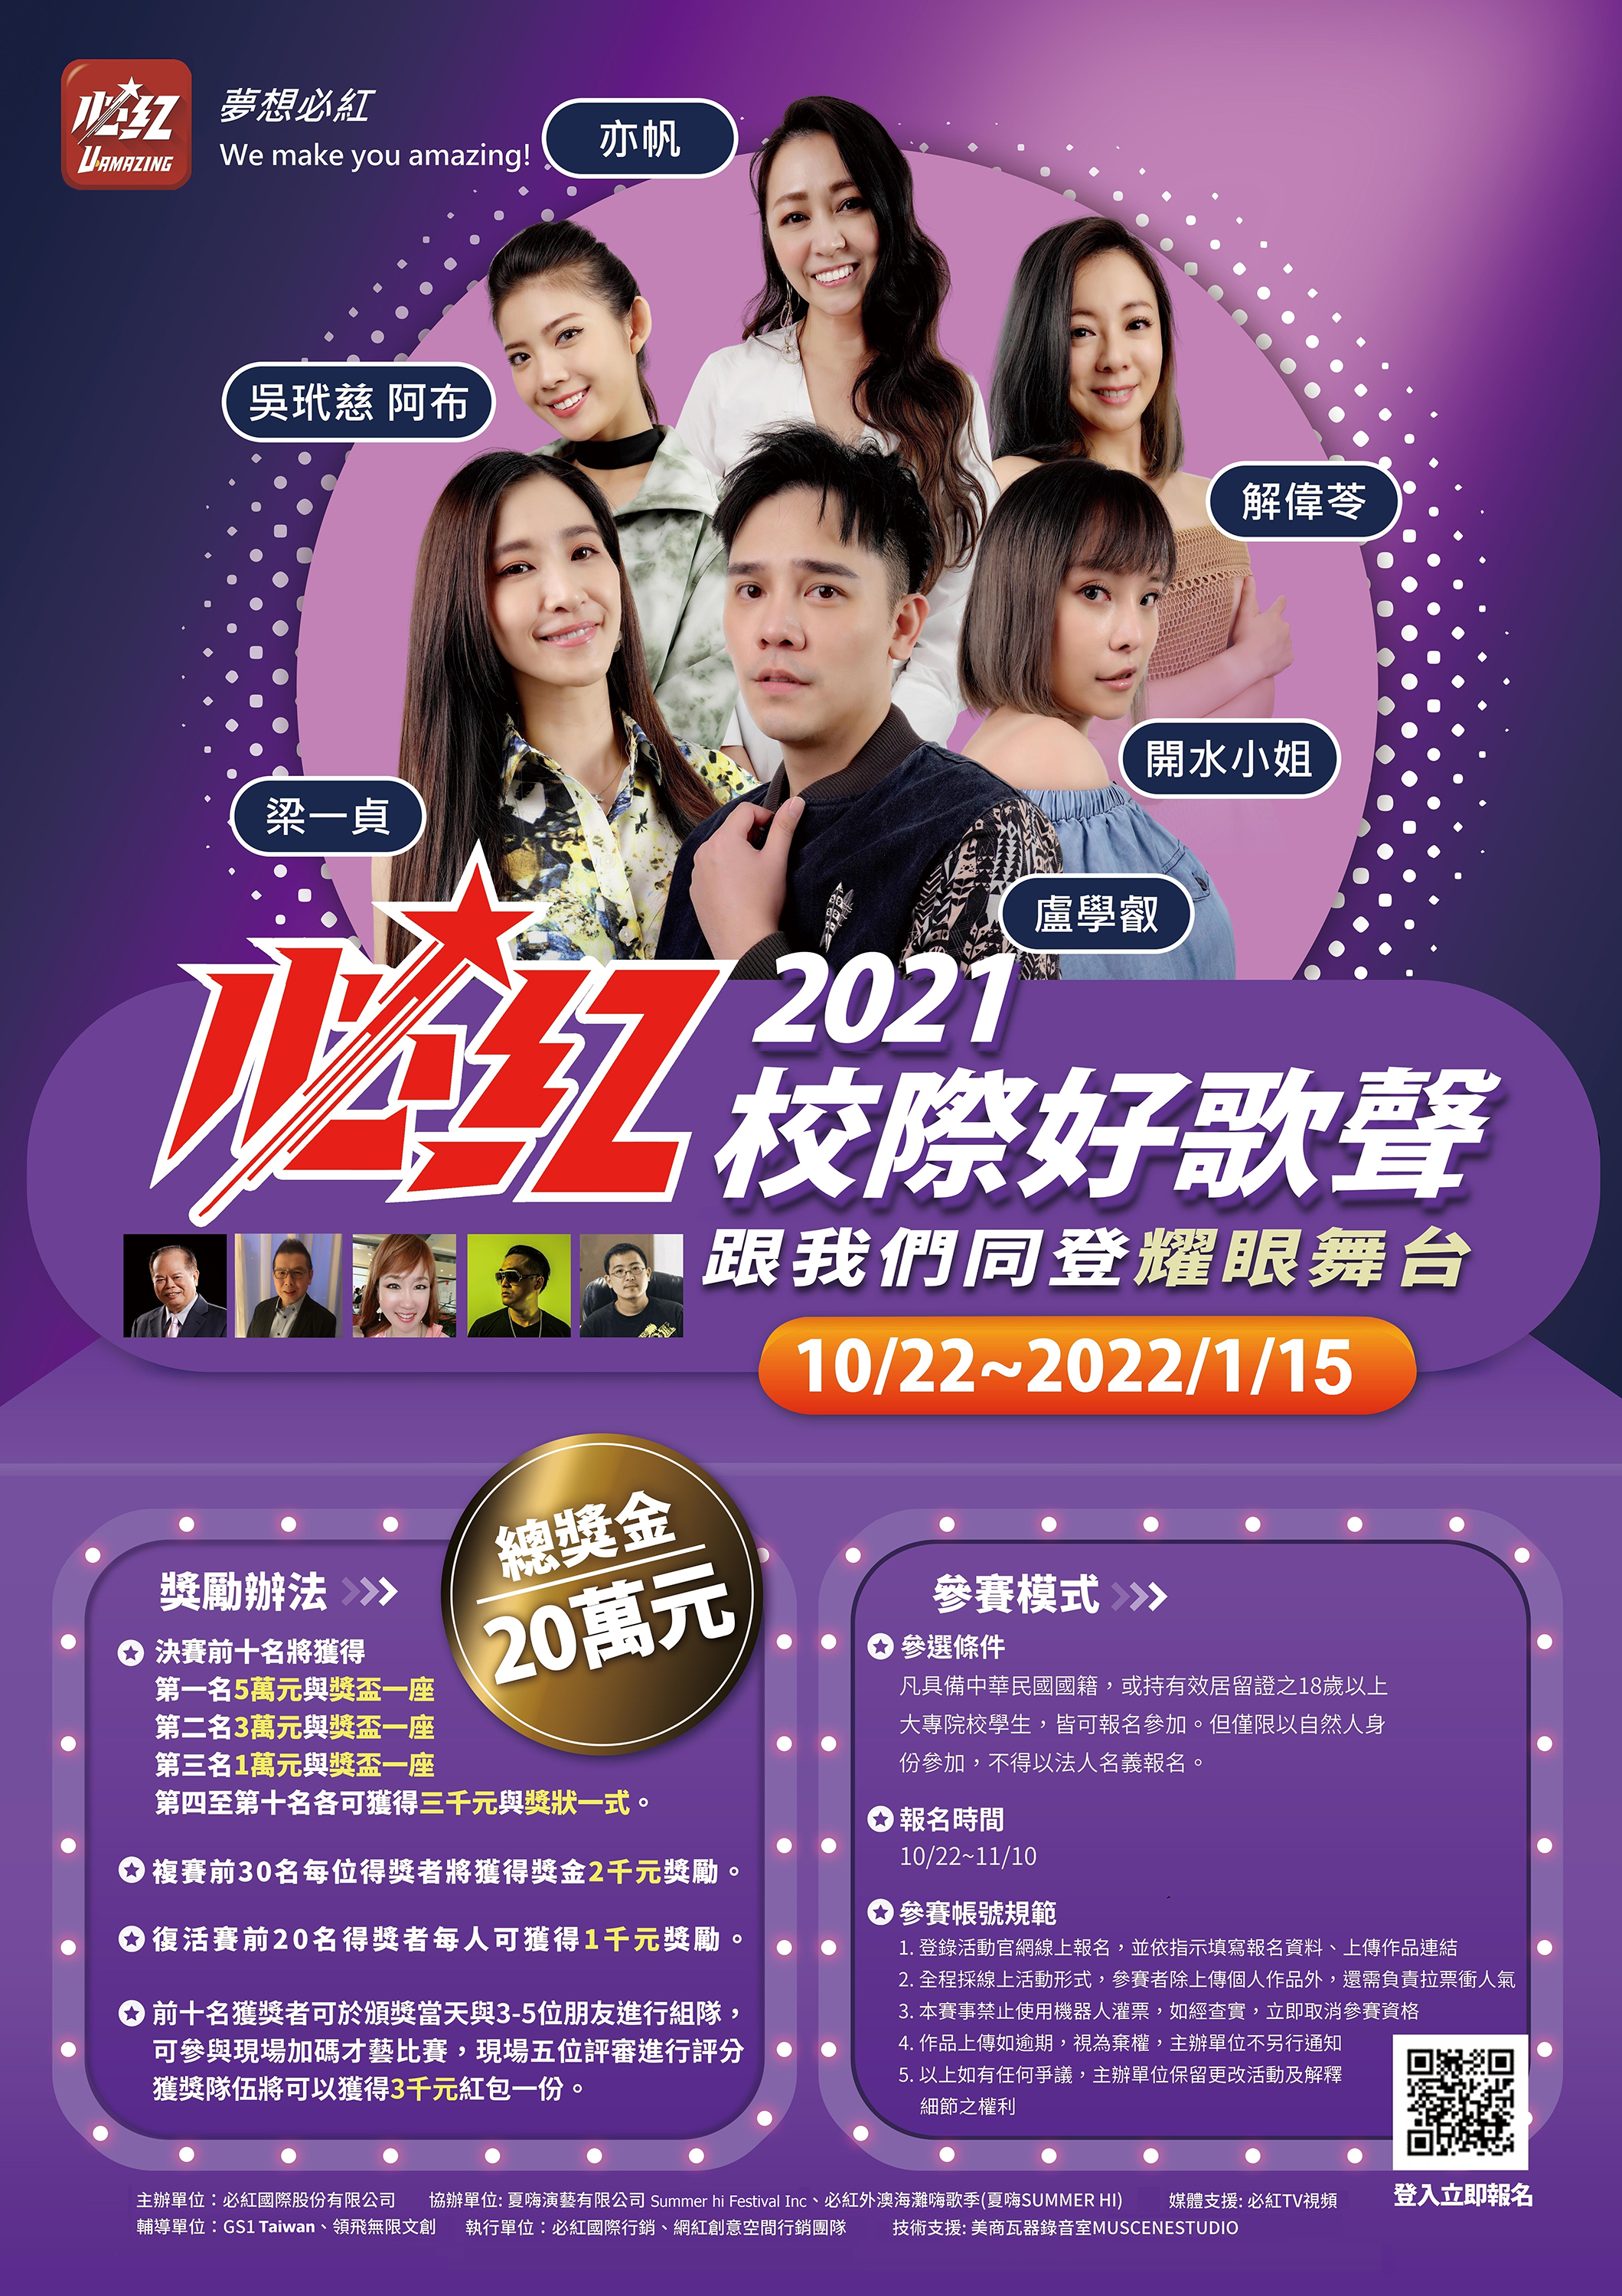 必红
U-AMAZING
夢想必紅
We make you amazing!
亦帆
吳玳慈 阿布
解偉苓
開水小姐
梁一貞
盧學叡
必红
2021
校際好歌聲
跟我們同登耀眼舞台
10/22~2022/1/15
總獎金
20萬元
獎勵辦法
決賽前十名將獲得
第一名5萬元與獎盃一座
第二名3萬元與獎盃一座
第三名1萬元與獎盃一座
第四至第十名各可獲得三千元與獎狀一式。
複賽前30名每位得獎者將獲得獎金2千元獎勵。
復活賽前20名得獎者每人可獲得1千元獎勵。
前十名獲獎者可於頒獎當天與3-5位朋友進行組隊，
可參與現場加碼才藝比賽，現場五位評審進行評分
獲獎隊伍將可以獲得3千元紅包一份。
參賽模式
參選條件
凡具備中華民國國籍，或持有效居留證之18歲以上
大專院校學生，皆可報名參加。但僅限以自然人身
份參加，不得以法人名義報名。
報名時間
10/22~11/10
參賽帳號規範
1. 登錄活動官網線上報名，並依指示填寫報名資料、上傳作品連結
2. 全程採線上活動形式，參賽者除上傳個人作品外，還需負責拉票衝人氣
3. 本賽事禁止使用機器人灌票，如經查實，立即取消參賽資格
4. 作品上傳如逾期，視為棄權，主辦單位不另行通知
5. 以上如有任何爭議，主辦單位保留更改活動及解釋
細節之權利
登入立即報名
主辦單位：必紅國際股份有限公司 協辦單位: 夏嗨演藝有限公司 Summer hi Festival Inc、必紅外澳海灘嗨歌季(夏嗨SUMMER HI) 媒體支援: 必紅TV視頻
輔導單位：GS1 Taiwan、領飛無限文創 執行單位：必紅國際行銷、網紅創意空間行銷團隊 技術支援: 美商瓦器錄音室MUSCENESTUDIO